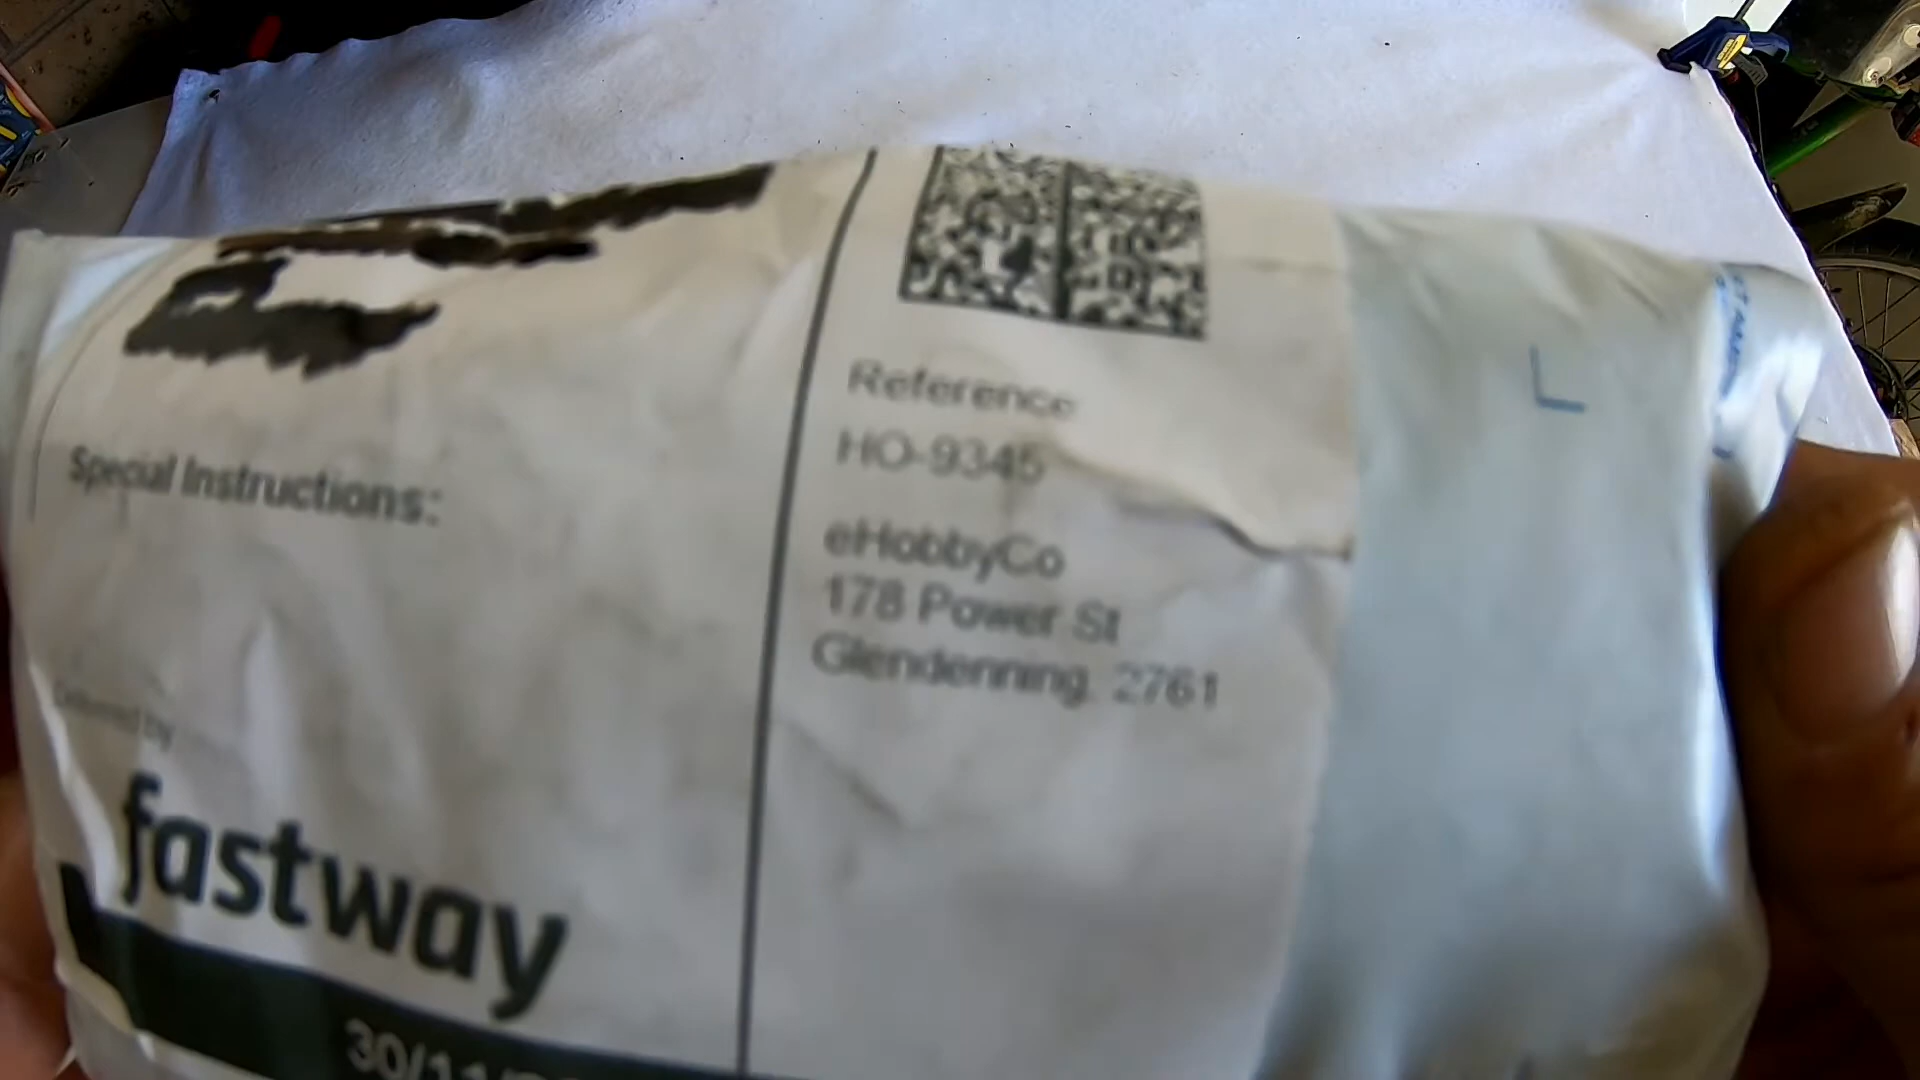 Special Instructions:
fastway
30/11/
Reference
HO-9345
eHobbyCo
178 Power St
Glendenning, 2761
L